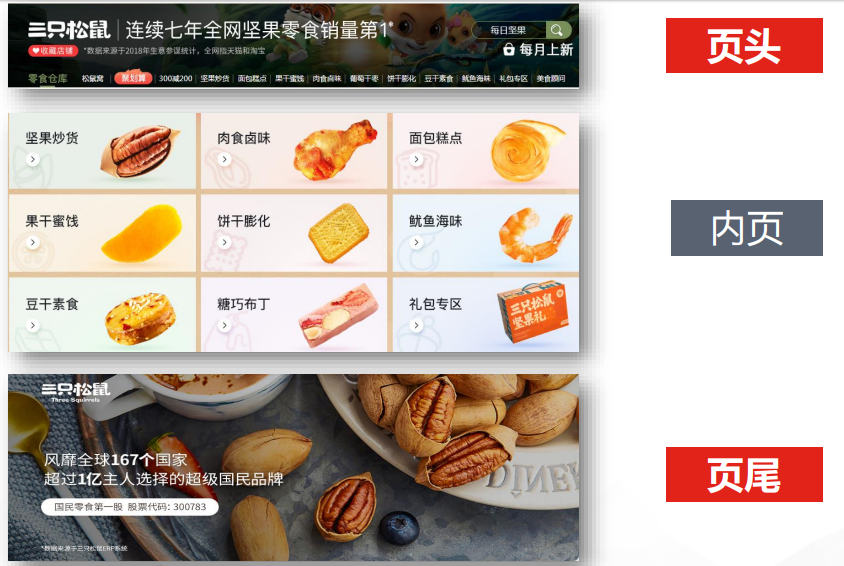 三只松鼠 连续七年全网坚果零食销量第1*
每日坚果
收藏店铺 *数据来源于2018年生意参谋统计，全网指天猫和淘宝
每月上新
零食仓库 松鼠窝 聚划算 300减200 坚果炒货 面包糕点 果干蜜饯 肉食卤味 葡萄干枣 饼干膨化 豆干素食 鱿鱼海味 礼包专区 美食顾问
页头
坚果炒货 肉食卤味 面包糕点
果干蜜饯 饼干膨化 鱿鱼海味
内页
豆干素食 糖巧布丁 礼包专区
三只松鼠
坚果礼
三只松鼠
Three Squirrels
风靡全球167个国家
超过1亿主人选择的超级国民品牌
国民零食第一股 股票代码：300783
*数据来源于三只松鼠ERP系统
DINE
页尾